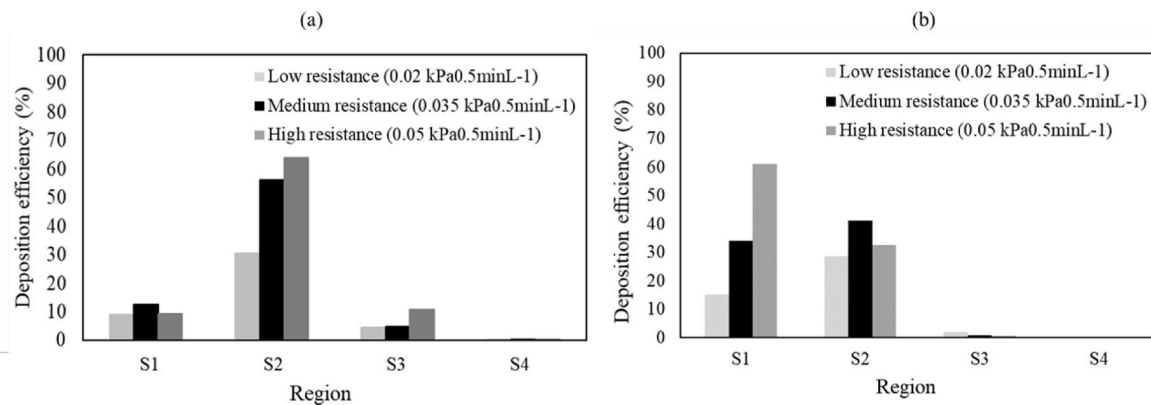 (a)
100
90
80
70
60
50
40
30
20
10
0
Deposition efficiency (%)
Low resistance (0.02 kPa0.5minL-1)
Medium resistance (0.035 kPa0.5minL-1)
High resistance (0.05 kPa0.5minL-1)
S1 S2 S3 S4
Region
(b)
100
90
80
70
60
50
40
30
20
10
0
Deposition efficiency (%)
Low resistance (0.02 kPa0.5minL-1)
Medium resistance (0.035 kPa0.5minL-1)
High resistance (0.05 kPa0.5minL-1)
S1 S2 S3 S4
Region